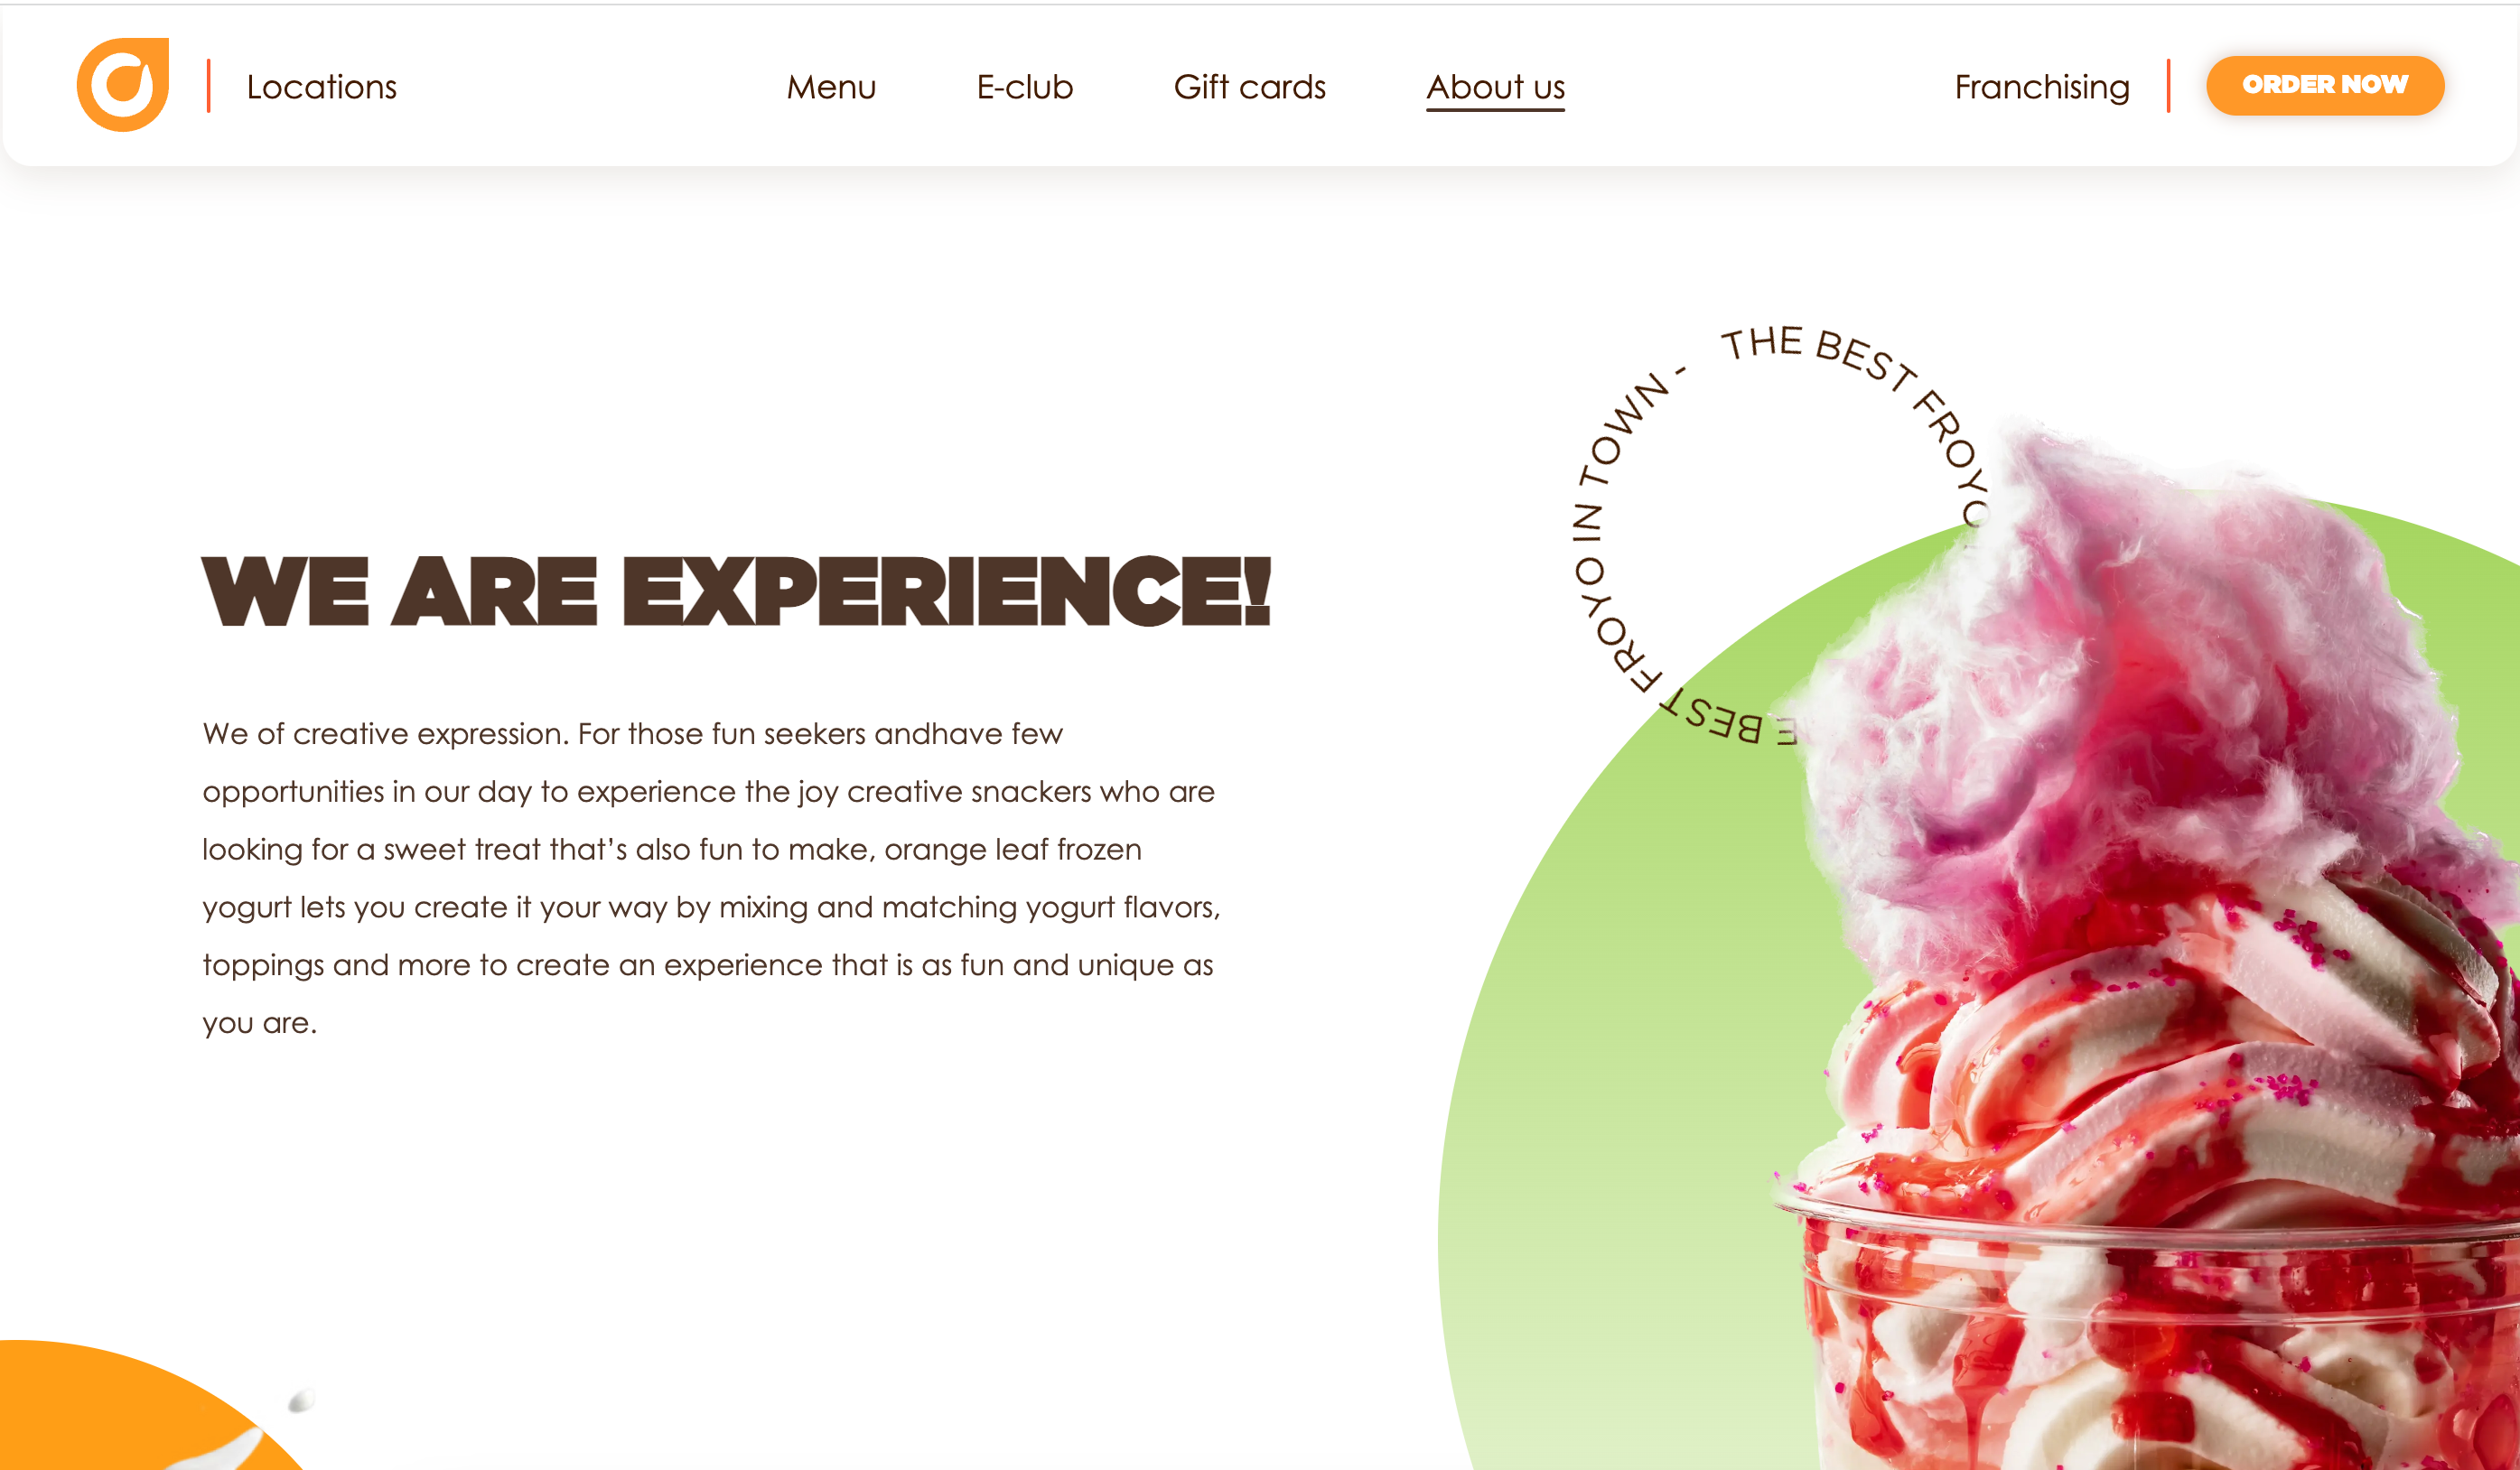 Locations
Menu
E-club
Gift cards
About us
Franchising
ORDER NOW
THE BEST FROYO
E BEST FROYO IN TOWN -
WE ARE EXPERIENCE!
We of creative expression. For those fun seekers andhave few
opportunities in our day to experience the joy creative snackers who are
looking for a sweet treat that’s also fun to make, orange leaf frozen
yogurt lets you create it your way by mixing and matching yogurt flavors,
toppings and more to create an experience that is as fun and unique as
you are.